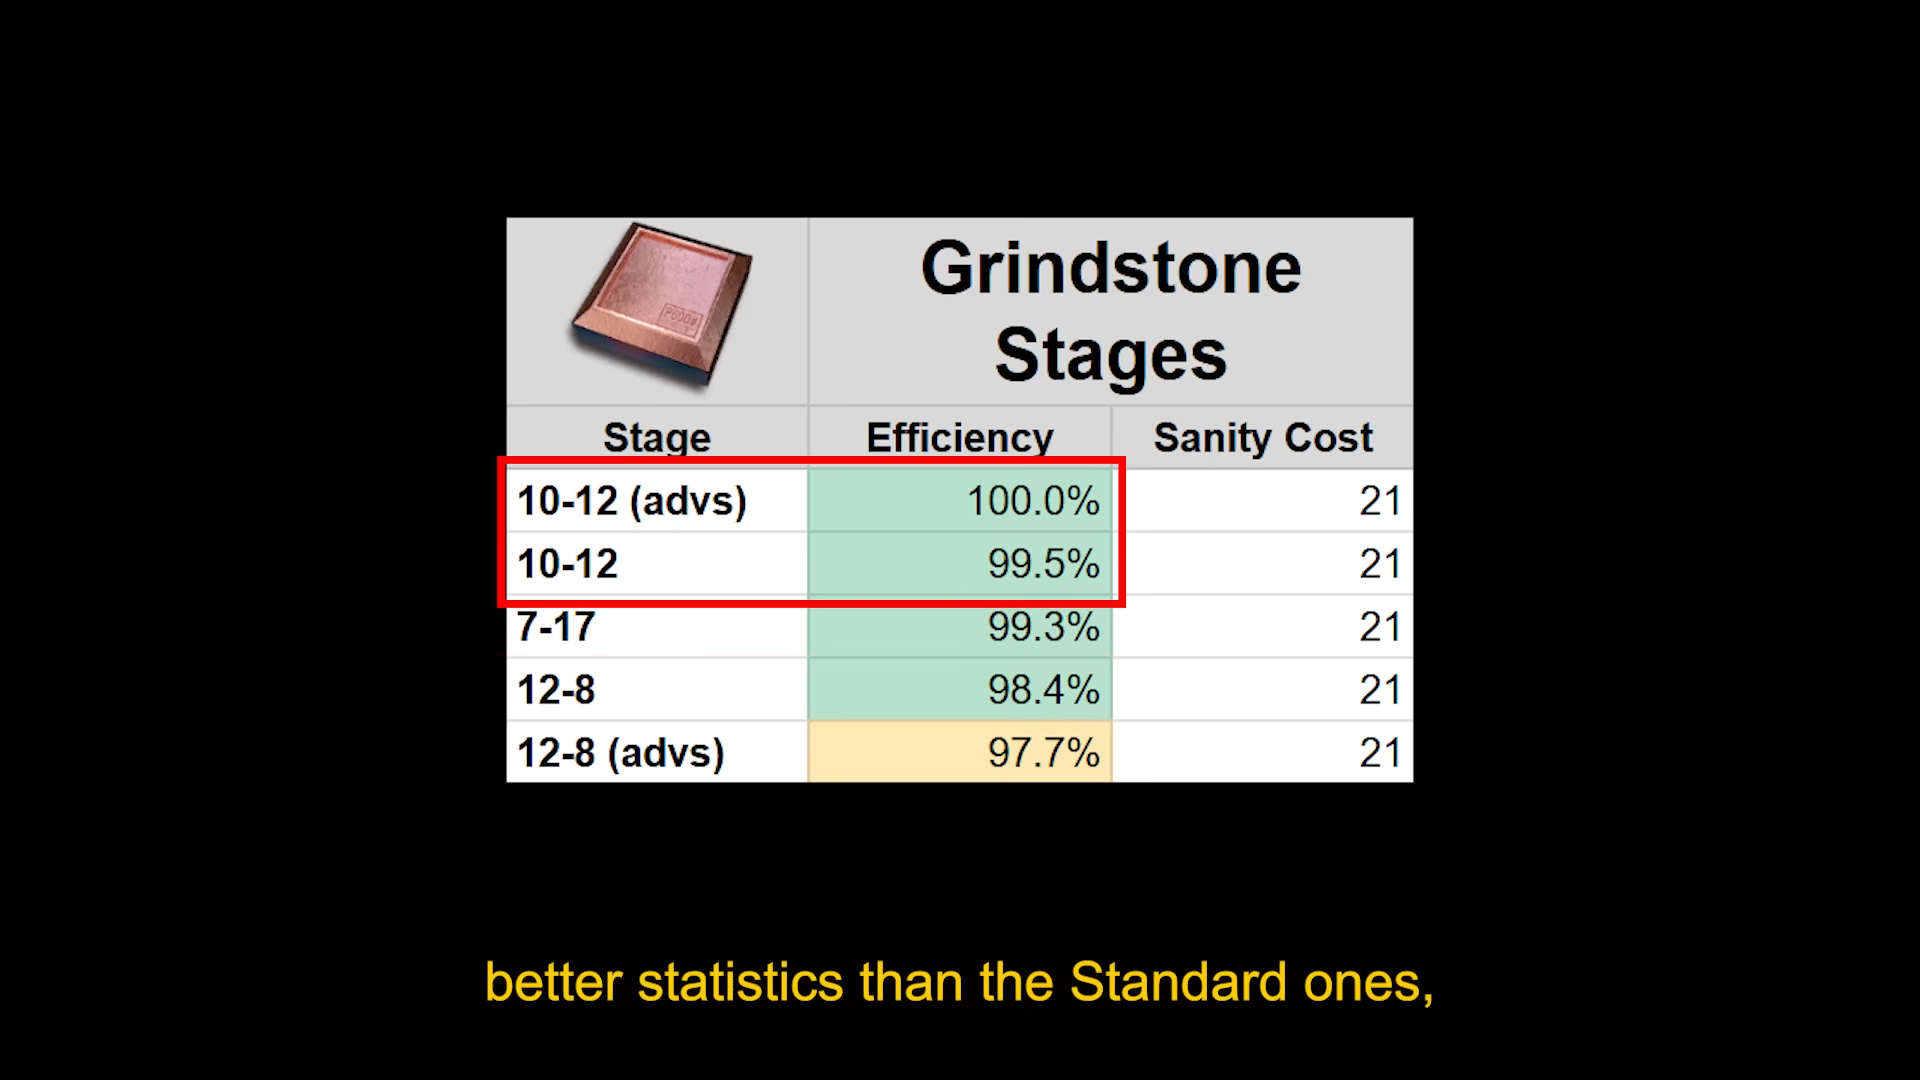 Grindstone
Stages
Stage Efficiency Sanity Cost
10-12 (advs) 100.0% 21
10-12 99.5% 21
7-17 99.3% 21
12-8 98.4% 21
12-8 (advs) 97.7% 21
better statistics than the Standard ones,